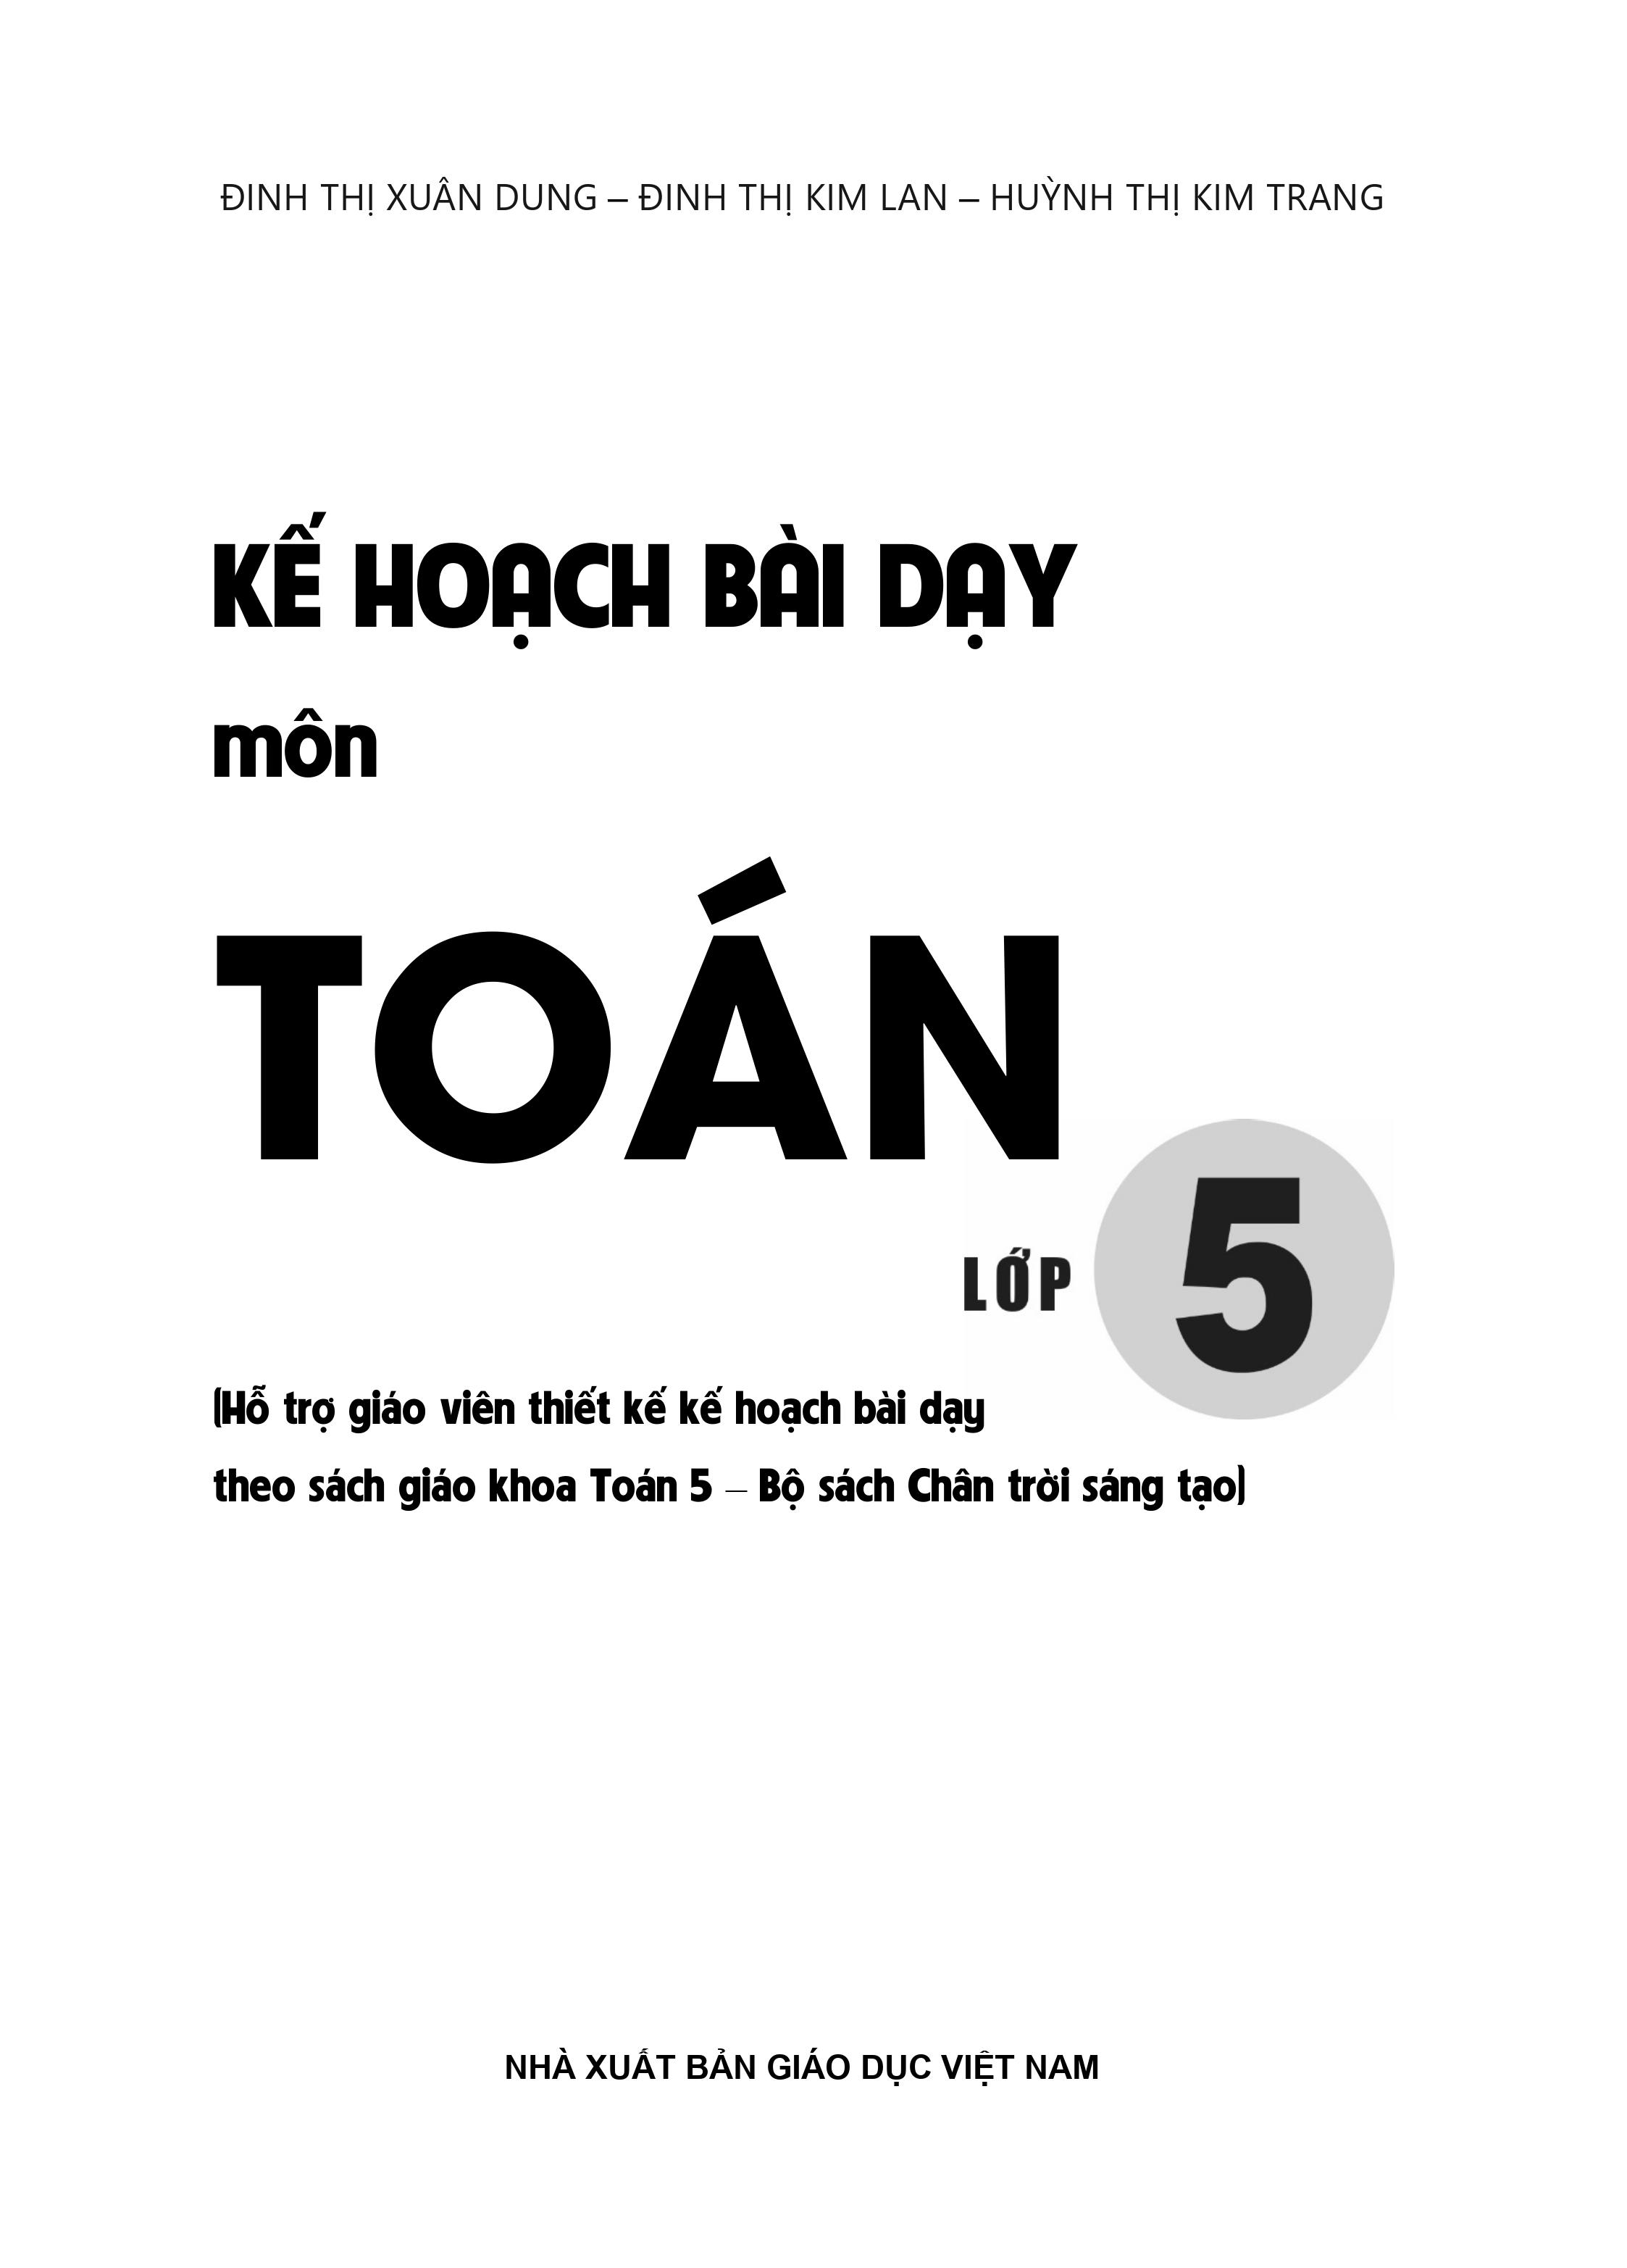 ĐINH THỊ XUÂN DUNG – ĐINH THỊ KIM LAN – HUỲNH THỊ KIM TRANG
KẾ HOẠCH BÀI DẠY
môn
TOÁN
LỚP 5
(Hỗ trợ giáo viên thiết kế kế hoạch bài dạy
theo sách giáo khoa Toán 5 – Bộ sách Chân trời sáng tạo)
NHÀ XUẤT BẢN GIÁO DỤC VIỆT NAM